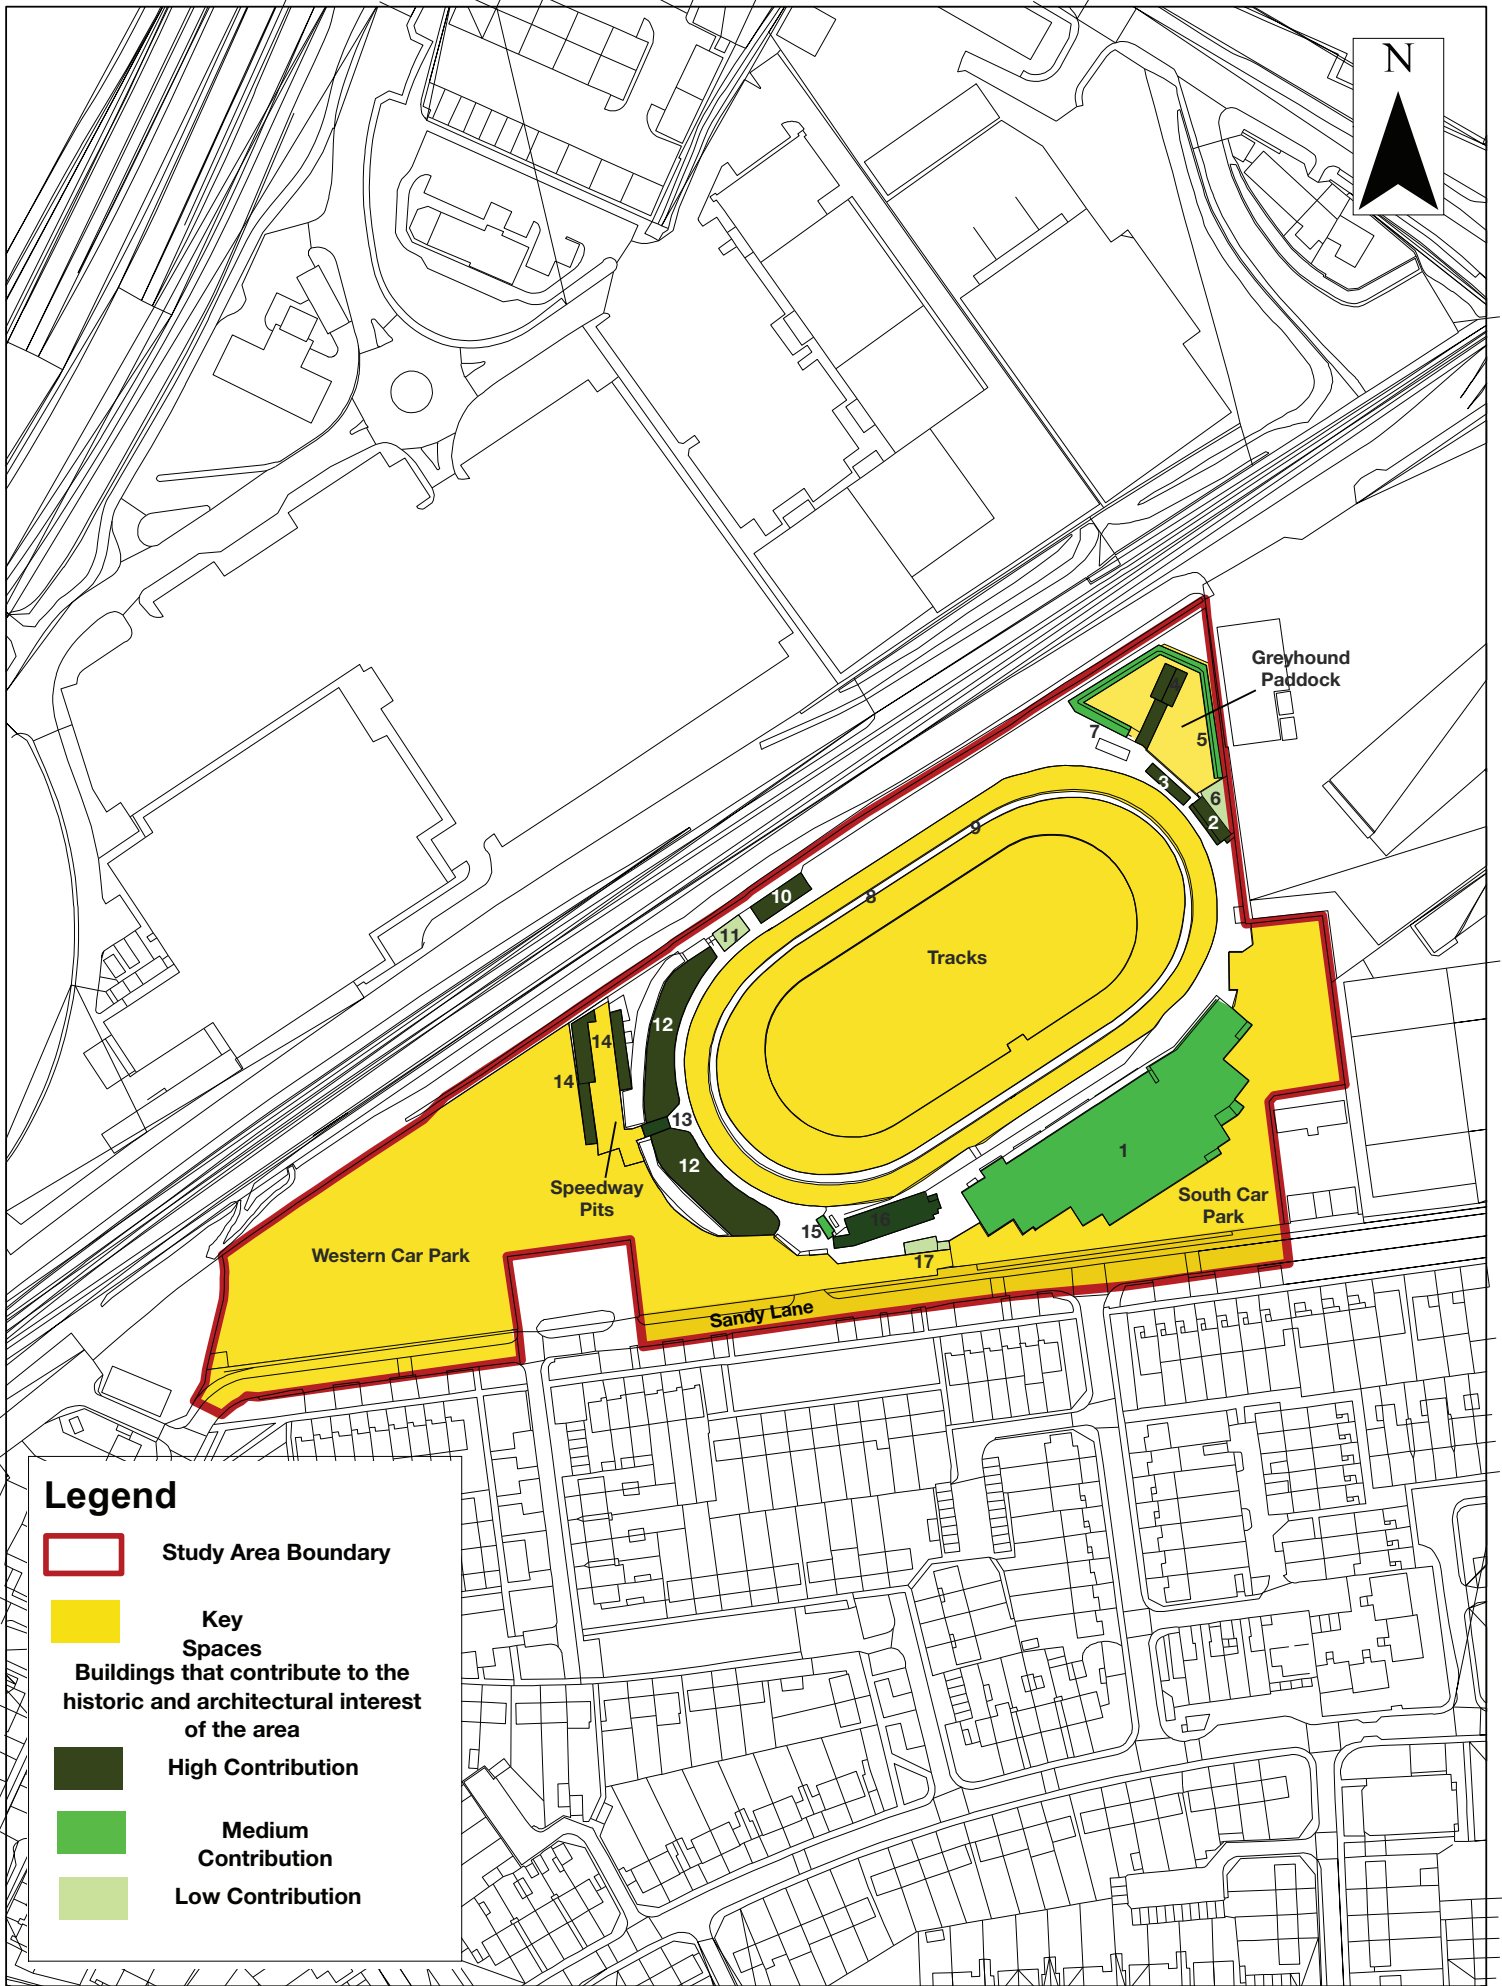 N
Greyhound
Paddock
4
7
5
3
6
2
9
8
10
11
Tracks
12
14
14
13
12
1
Speedway
Pits
South Car
Park
15
16
17
Western Car Park
Sandy Lane
Legend
Study Area Boundary
Key
Spaces
Buildings that contribute to the
historic and architectural interest
of the area
High Contribution
Medium
Contribution
Low Contribution